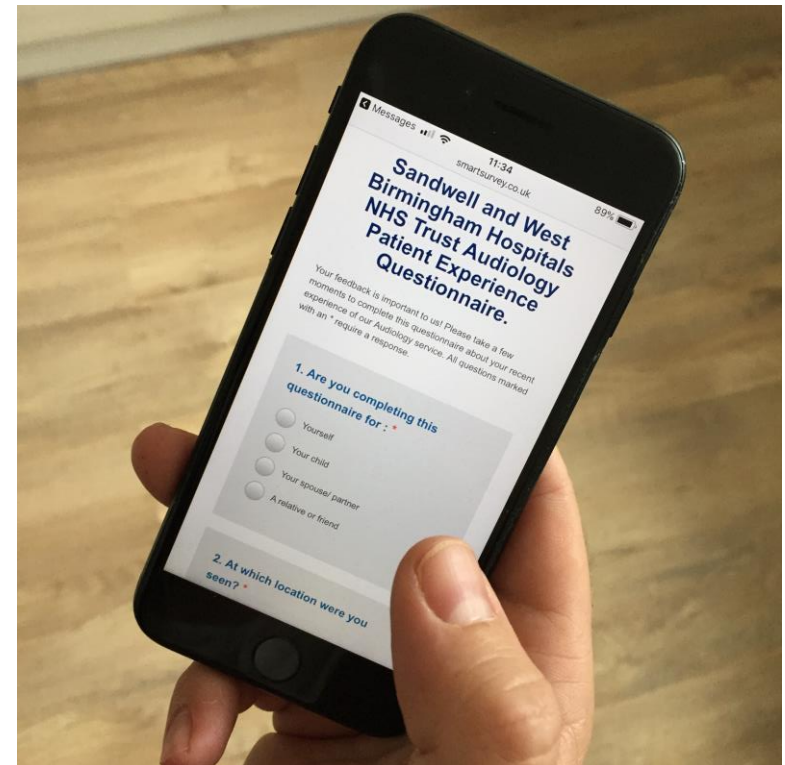 Messages 11:34 89%
smartsurvey.co.uk
Sandwell and West
Birmingham Hospitals
NHS Trust Audiology
Patient Experience
Questionnaire.
Your feedback is important to us! Please take a few
moments to complete this questionnaire about your recent
experience of our Audiology service. All questions marked
with an * require a response.
1. Are you completing this
questionnaire for : *
Yourself
Your child
Your spouse/ partner
A relative or friend
2. At which location were you
seen? *